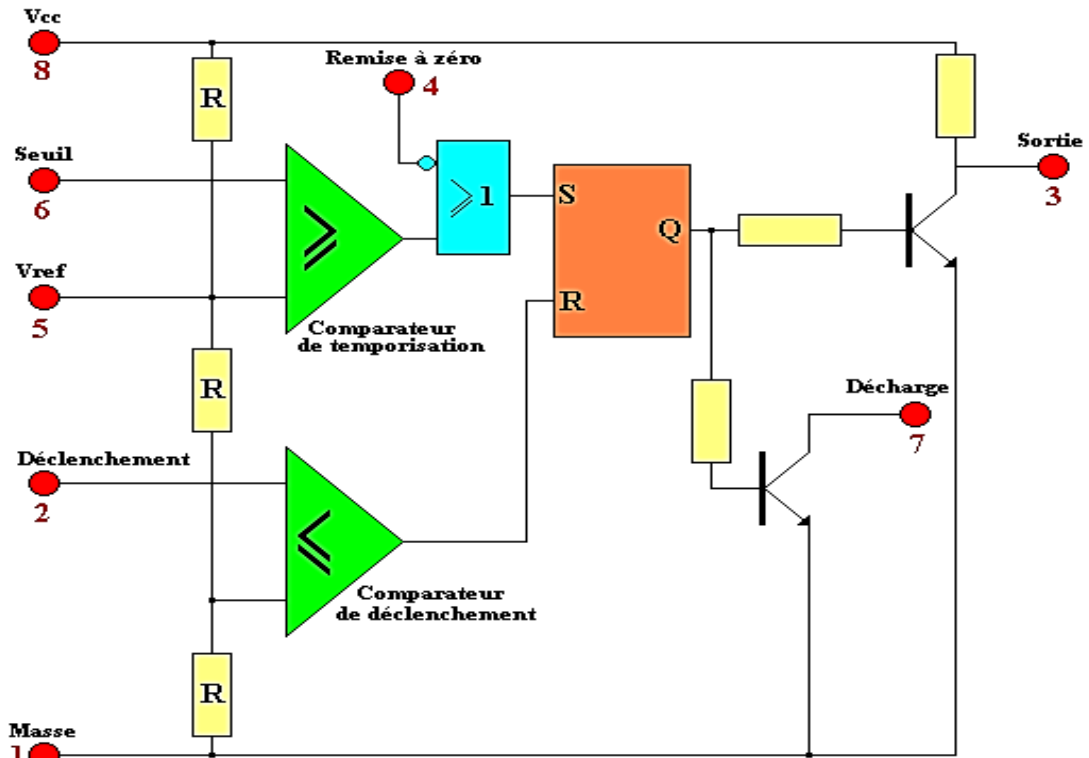 Vcc
8
R
Remise à zéro
4
Sortie
3
Seuil
6
≥1
S
Q
R
Vref
5
≥
Comparateur
de temporisation
R
Décharge
7
Déclenchement
2
≤
Comparateur
de déclenchement
R
Masse
1